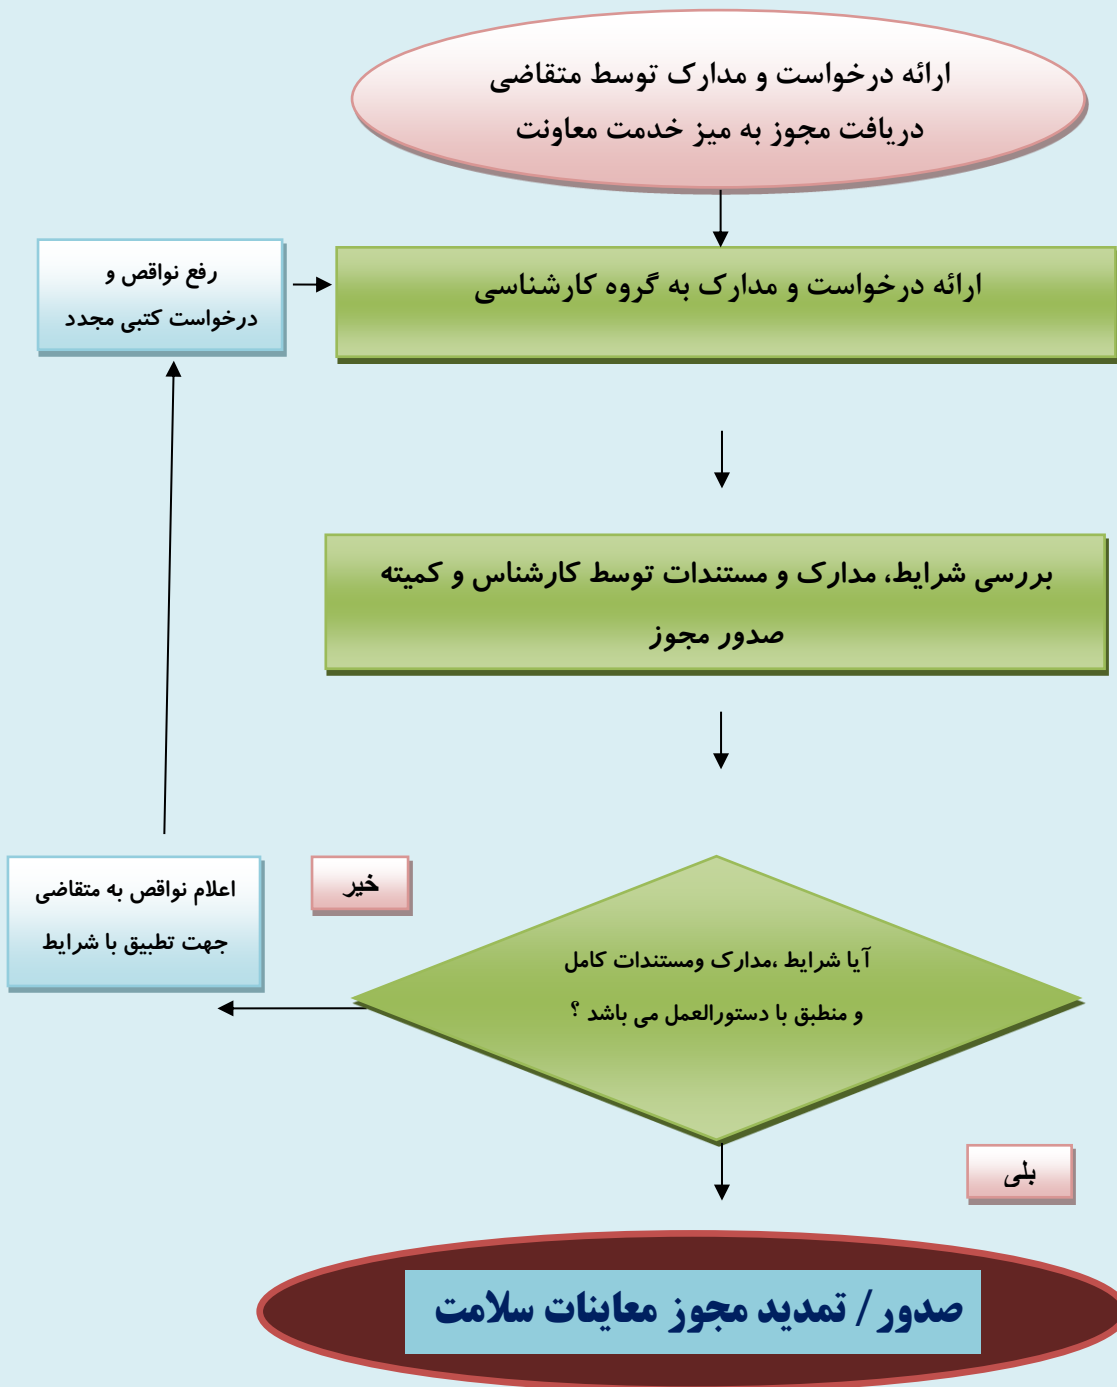 ارائه درخواست و مدارک توسط متقاضی
دریافت مجوز به میز خدمت معاونت
ارائه درخواست و مدارک به گروه کارشناسی
رفع نواقص و
درخواست کتبی مجدد
بررسی شرایط، مدارک و مستندات توسط کارشناس و کمیته
صدور مجوز
آیا شرایط ،مدارک ومستندات کامل
و منطبق با دستورالعمل می باشد ؟
خیر
اعلام نواقص به متقاضی
جهت تطبیق با شرایط
بلی
صدور / تمدید مجوز معاینات سلامت